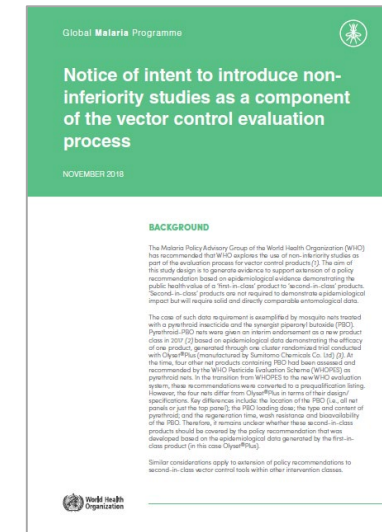 Global Malaria Programme
Notice of intent to introduce non-
inferiority studies as a component
of the vector control evaluation
process
NOVEMBER 2018
BACKGROUND
The Malaria Policy Advisory Group of the World Health Organization (WHO)
has recommended that WHO explores the use of non-inferiority studies as
part of the evaluation process for vector control products (1). The aim of
this study design is to generate evidence to support extension of a policy
recommendation based on epidemiological evidence demonstrating the
public health value of a 'first-in-class' product to 'second-in-class' products.
'Second-in-class' products are not required to demonstrate epidemiological
impact but will require solid and directly comparable entomological data.
The case of such data requirement is exemplified by mosquito nets treated
with a pyrethroid insecticide and the synergist piperonyl butoxide (PBO).
Pyrethroid-PBO nets were given an interim endorsement as a new product
class in 2017 (2) based on epidemiological data demonstrating the efficacy
of one product, generated through one cluster randomized trial conducted
with Olyset®Plus (manufactured by Sumitomo Chemicals Co. Ltd) (3). At
the time, four other net products containing PBO had been assessed and
recommended by the WHO Pesticide Evaluation Scheme (WHOPES) as
pyrethroid nets. In the transition from WHOPES to the new WHO evaluation
system, these recommendations were converted to a prequalification listing.
However, the four nets differ from Olyset®Plus in terms of their design/
specifications. Key differences include: the location of the PBO (i.e., all net
panels or just the top panel); the PBO loading dose; the type and content of
pyrethroid; and the regeneration time, wash resistance and bioavailability
of the PBO. Therefore, it remains unclear whether these second-in-class
products should be covered by the policy recommendation that was
developed based on the epidemiological data generated by the first-in-
class product (in this case Olyset®Plus).
Similar considerations apply to extension of policy recommendations to
second-in-class vector control tools within other intervention classes.
World Health
Organization